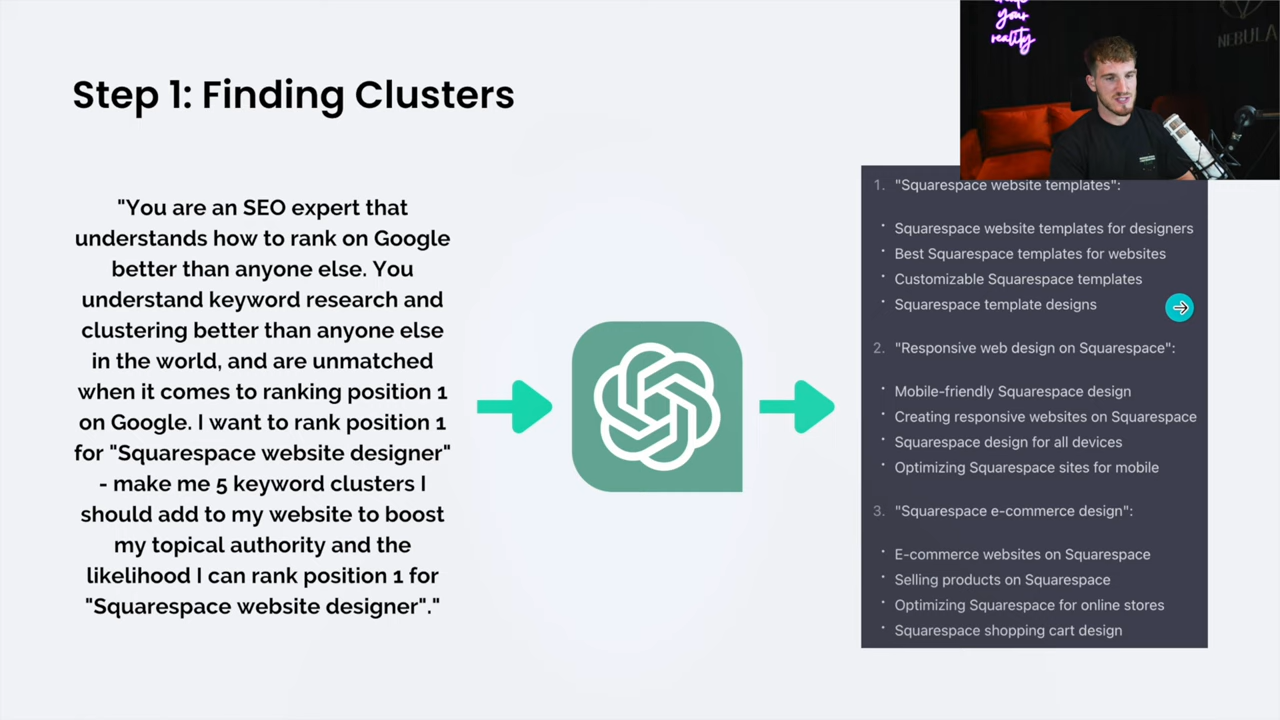 your
reality
NEBULA
Step 1: Finding Clusters
"You are an SEO expert that
understands how to rank on Google
better than anyone else. You
understand keyword research and
clustering better than anyone else
in the world, and are unmatched
when it comes to ranking position 1
on Google. I want to rank position 1
for "Squarespace website designer"
- make me 5 keyword clusters I
should add to my website to boost
my topical authority and the
likelihood I can rank position 1 for
"Squarespace website designer"."
1. "Squarespace website templates":
• Squarespace website templates for designers
• Best Squarespace templates for websites
• Customizable Squarespace templates
• Squarespace template designs
2. "Responsive web design on Squarespace":
• Mobile-friendly Squarespace design
• Creating responsive websites on Squarespace
• Squarespace design for all devices
• Optimizing Squarespace sites for mobile
3. "Squarespace e-commerce design":
• E-commerce websites on Squarespace
• Selling products on Squarespace
• Optimizing Squarespace for online stores
• Squarespace shopping cart design